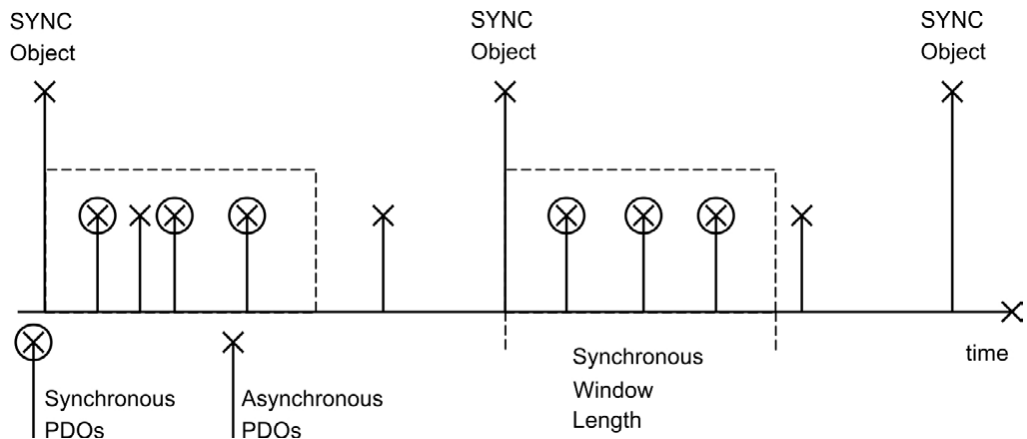 SYNC
Object
SYNC
Object
SYNC
Object
time
Synchronous
Window
Length
Synchronous
PDOs
Asynchronous
PDOs